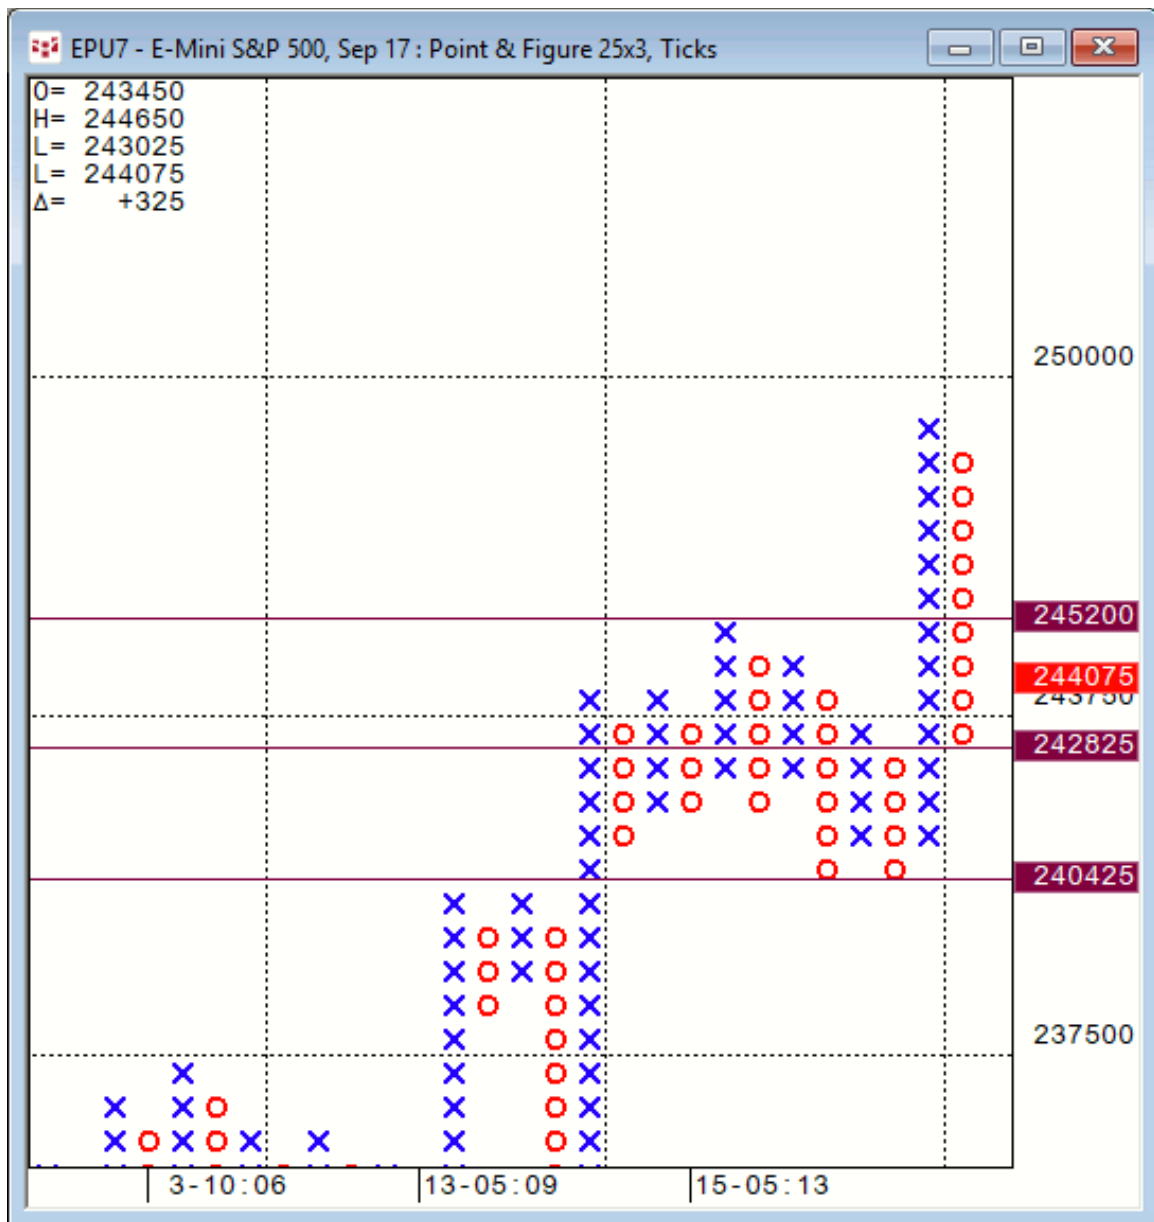 EPU7 - E-Mini S&P 500, Sep 17 : Point & Figure 25x3, Ticks
O= 243450
H= 244650
L= 243025
L= 244075
Δ= +325
250000
245200
244075
243750
242825
240425
237500
3-10:06 13-05:09 15-05:13